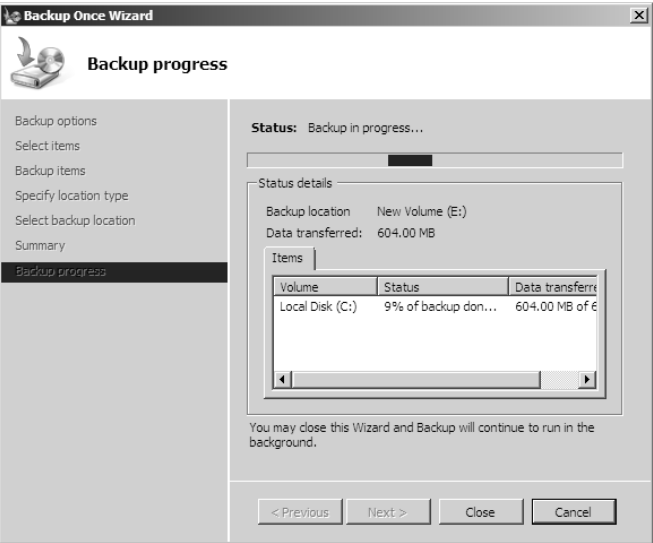 Backup Once Wizard
Backup progress
Backup options
Select items
Backup items
Specify location type
Select backup location
Summary
Backup progress
Status: Backup in progress...
Status details
Backup location New Volume (E:)
Data transferred: 604.00 MB
Items
Volume Status Data transferre
Local Disk (C:) 9% of backup don... 604.00 MB of 6
You may close this Wizard and Backup will continue to run in the
background.
< Previous Next > Close Cancel